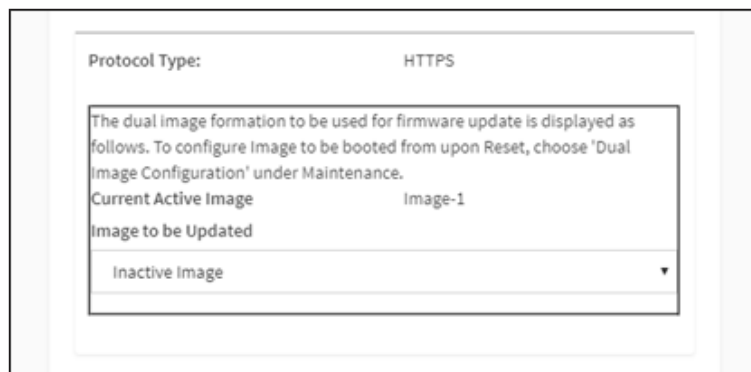 Protocol Type: HTTPS
The dual image formation to be used for firmware update is displayed as
follows. To configure Image to be booted from upon Reset, choose 'Dual
Image Configuration' under Maintenance.
Current Active Image Image-1
Image to be Updated
Inactive Image